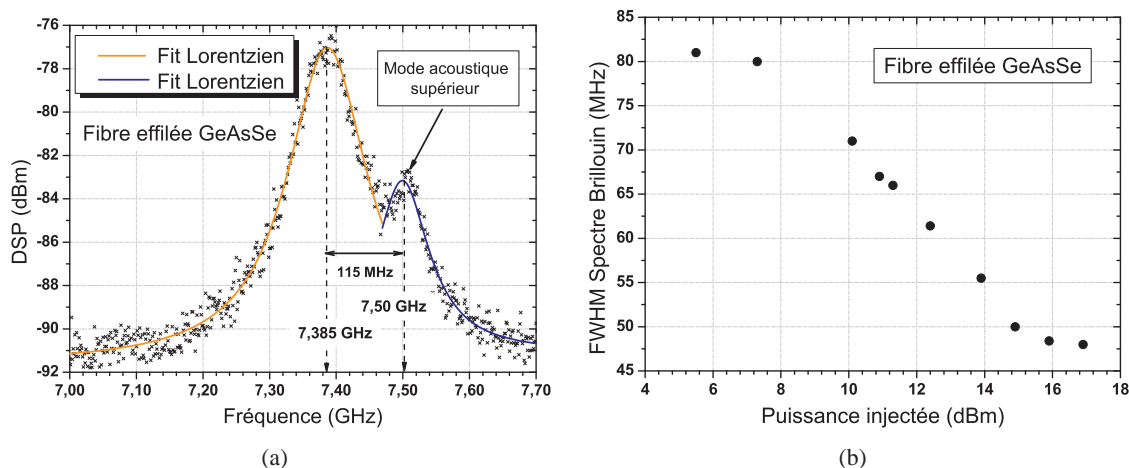 -76
-78
-80
-82
-84
-86
-88
-90
-92
DSP (dBm)
Fit Lorentzien
Fit Lorentzien
Mode acoustique
supérieur
Fibre effilée GeAsSe
115 MHz
7,50 GHz
7,385 GHz
7,00 7,10 7,20 7,30 7,40 7,50 7,60 7,70
Fréquence (GHz)
(a)
85
80
75
70
65
60
55
50
45
FWHM Spectre Brillouin (MHz)
Fibre effilée GeAsSe
4 6 8 10 12 14 16 18
Puissance injectée (dBm)
(b)